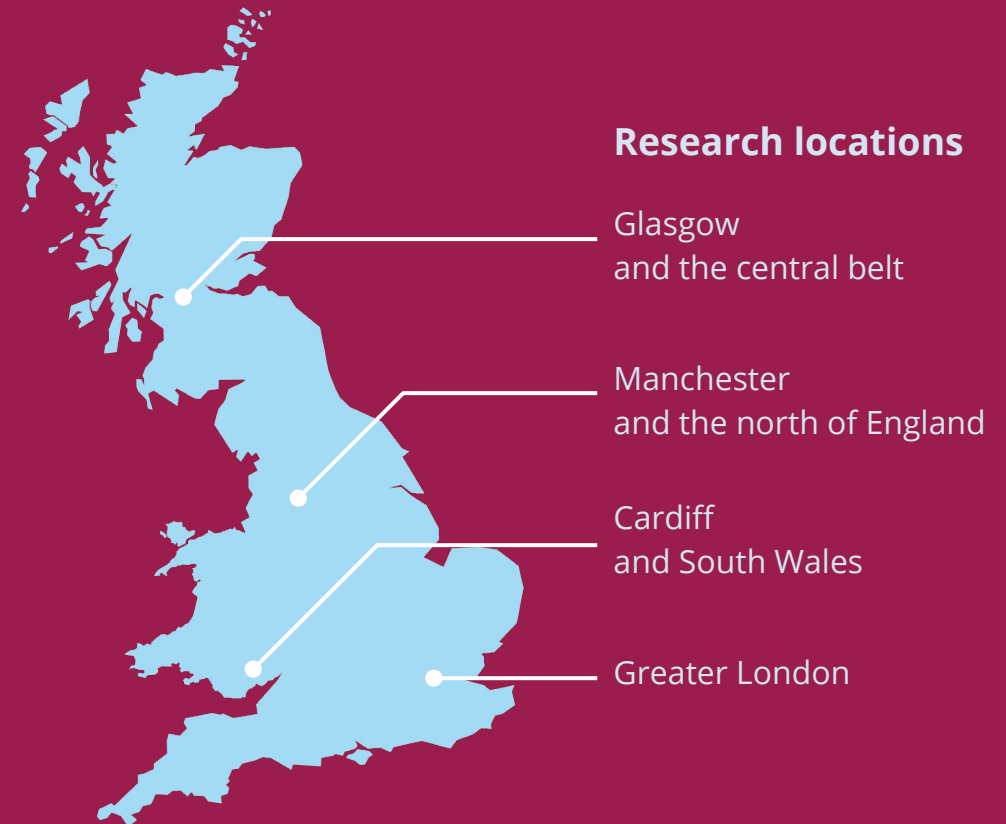 Research locations
Glasgow
and the central belt
Manchester
and the north of England
Cardiff
and South Wales
Greater London